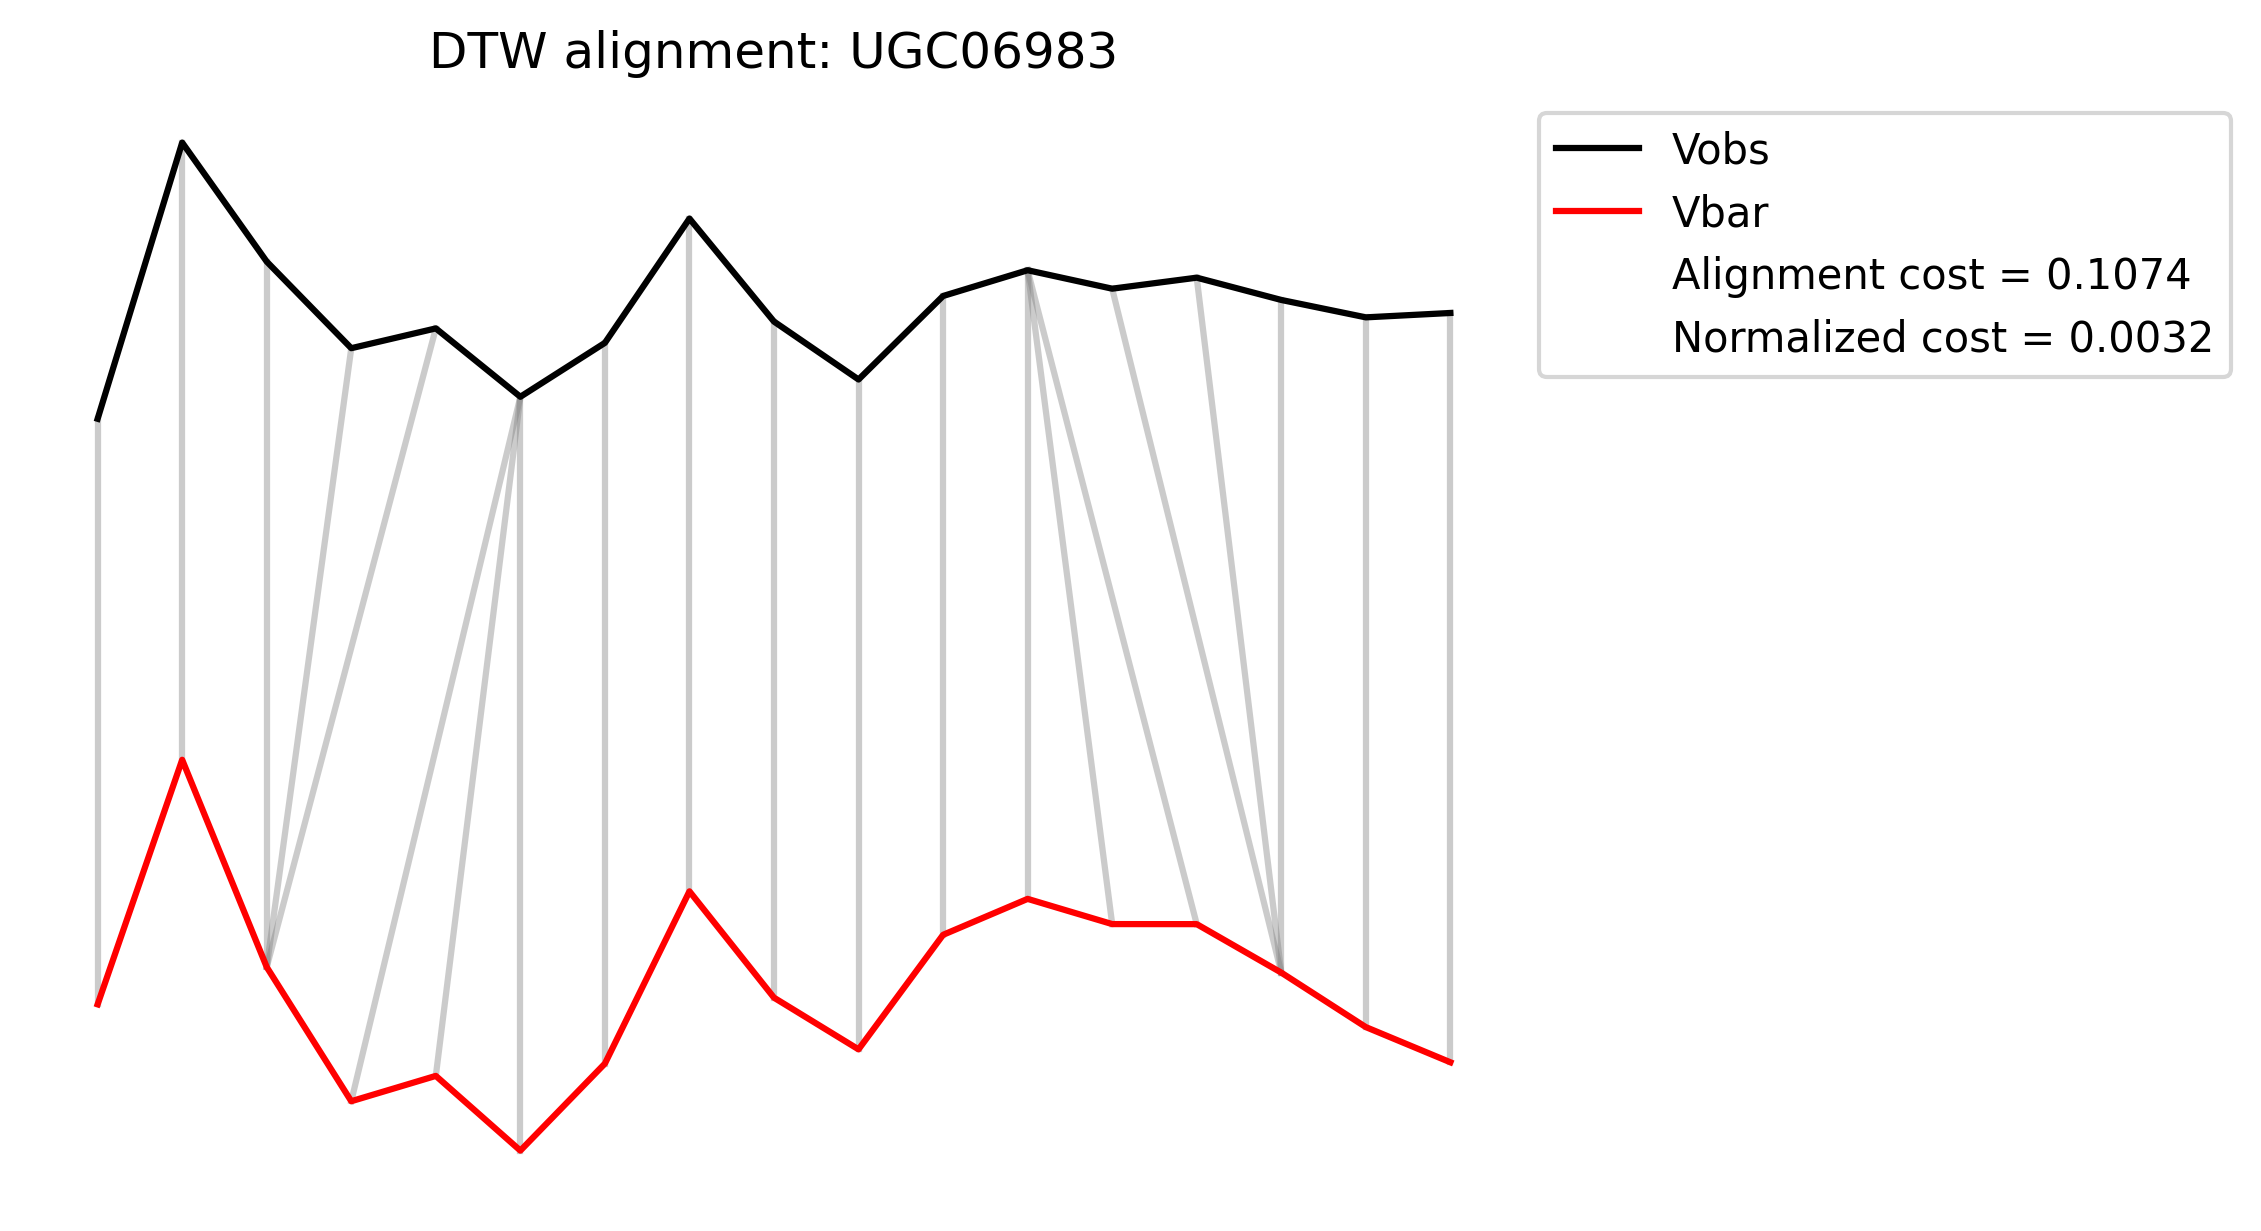 DTW alignment: UGC06983
Vobs
Vbar
Alignment cost = 0.1074
Normalized cost = 0.0032